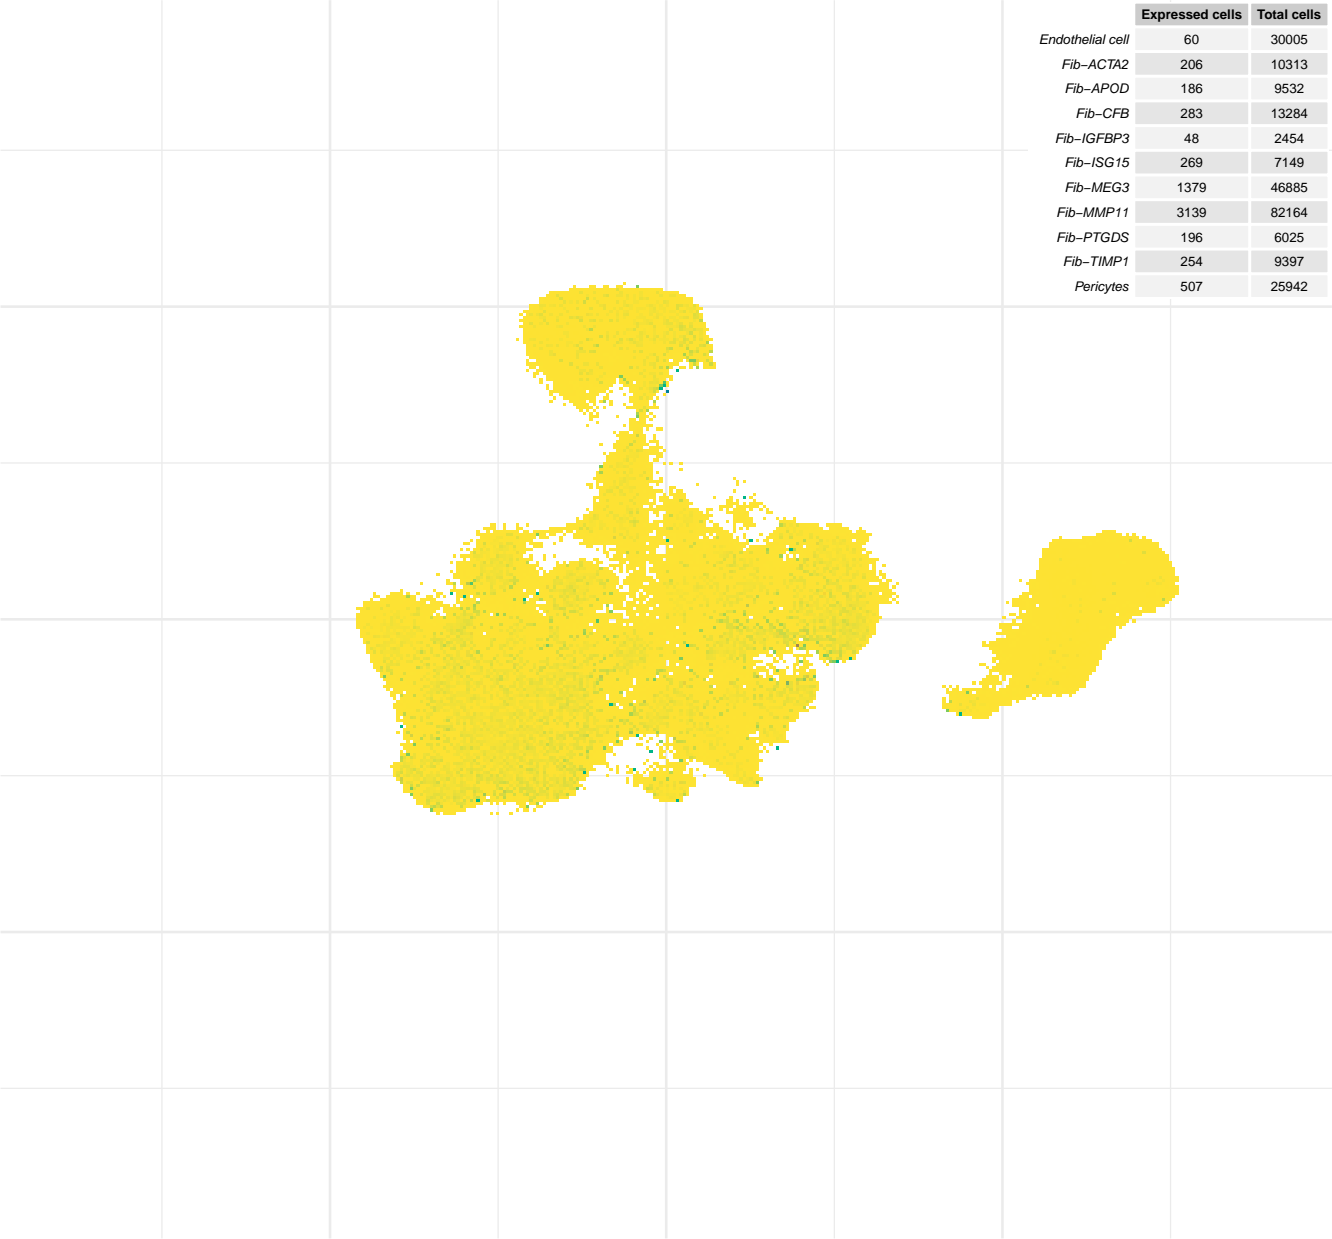 Expressed cells Total cells
Endothelial cell 60 30005
Fib−ACTA2 206 10313
Fib−APOD 186 9532
Fib−CFB 283 13284
Fib−IGFBP3 48 2454
Fib−ISG15 269 7149
Fib−MEG3 1379 46885
Fib−MMP11 3139 82164
Fib−PTGDS 196 6025
Fib−TIMP1 254 9397
Pericytes 507 25942